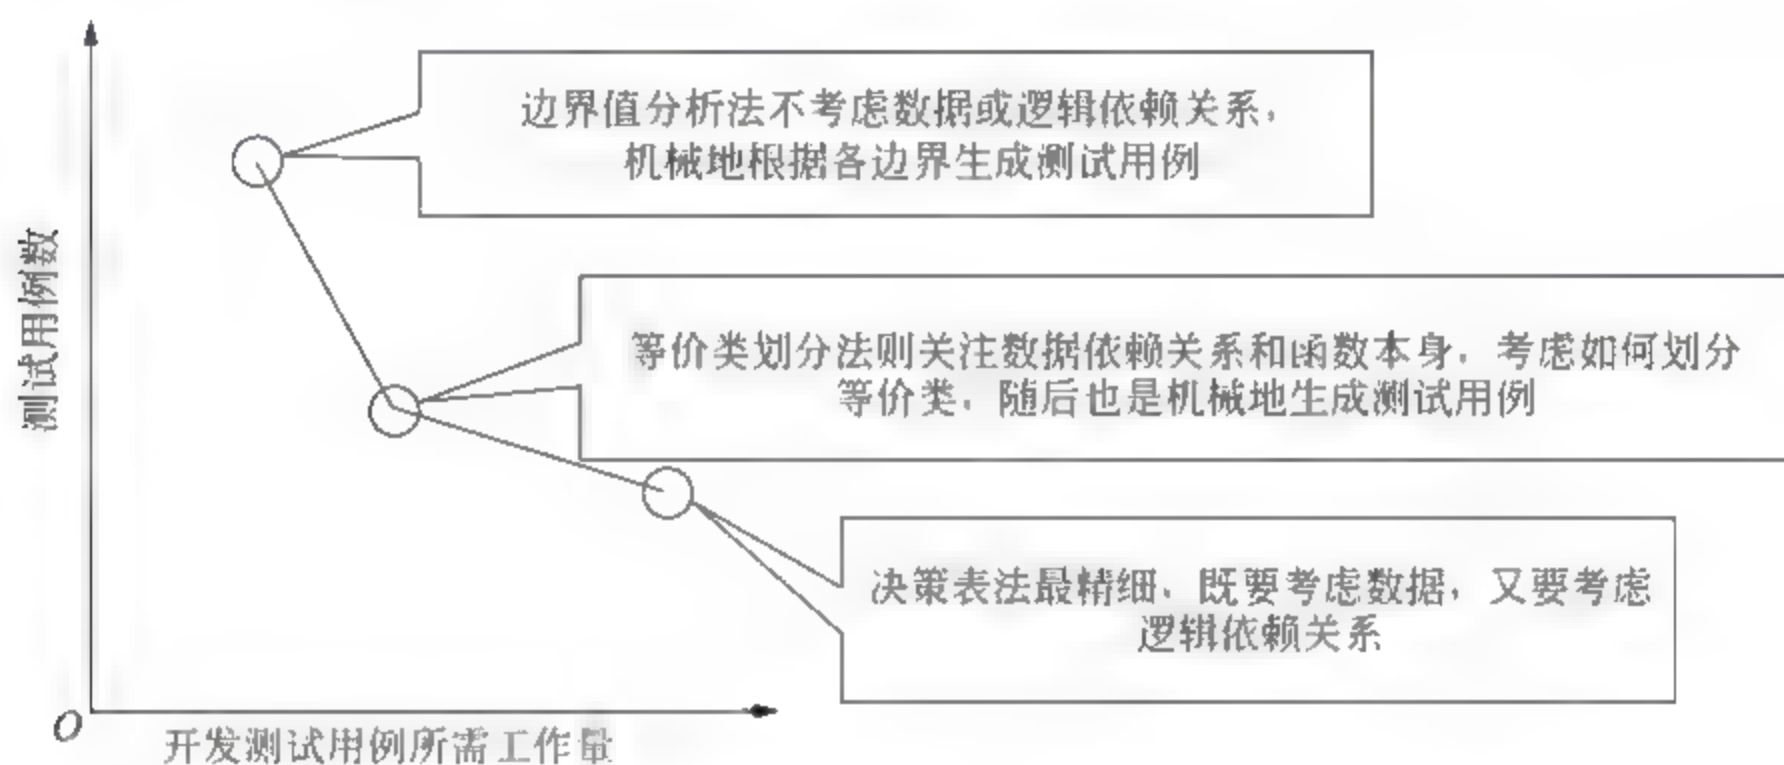 边界值分析法不考虑数据或逻辑依赖关系，
机械地根据各边界生成测试用例
测试用例数
等价类划分法则关注数据依赖关系和函数本身，考虑如何划分
等价类，随后也是机械地生成测试用例
决策表法最精细，既要考虑数据，又要考虑
逻辑依赖关系
O
开发测试用例所需工作量